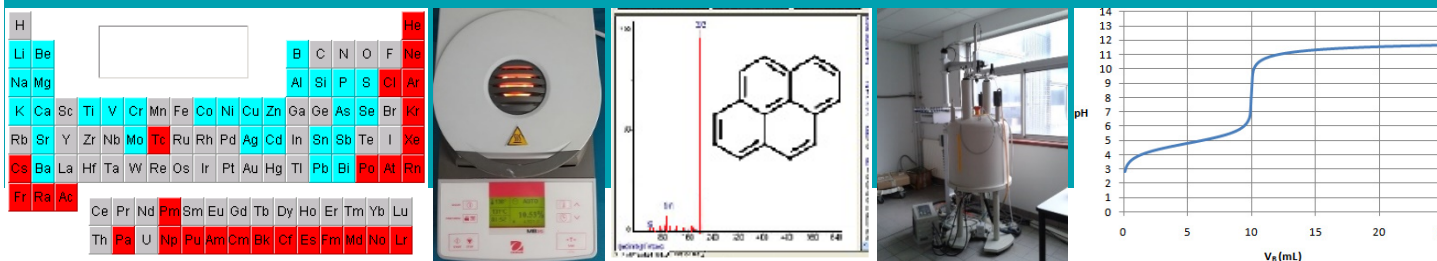 H He
Li Be B C N O F Ne
Na Mg Al Si P S Cl Ar
K Ca Sc Ti V Cr Mn Fe Co Ni Cu Zn Ga Ge As Se Br Kr
Rb Sr Y Zr Nb Mo Tc Ru Rh Pd Ag Cd In Sn Sb Te I Xe
Cs Ba La Hf Ta W Re Os Ir Pt Au Hg Tl Pb Bi Po At Rn
Fr Ra Ac
Ce Pr Nd Pm Sm Eu Gd Tb Dy Ho Er Tm Yb Lu
Th Pa U Np Pu Am Cm Bk Cf Es Fm Md No Lr
240 320 400
14
13
12
11
10
9
8
pH
7
6
5
4
3
2
1
0
0 5 10 15 20
V_B (mL)